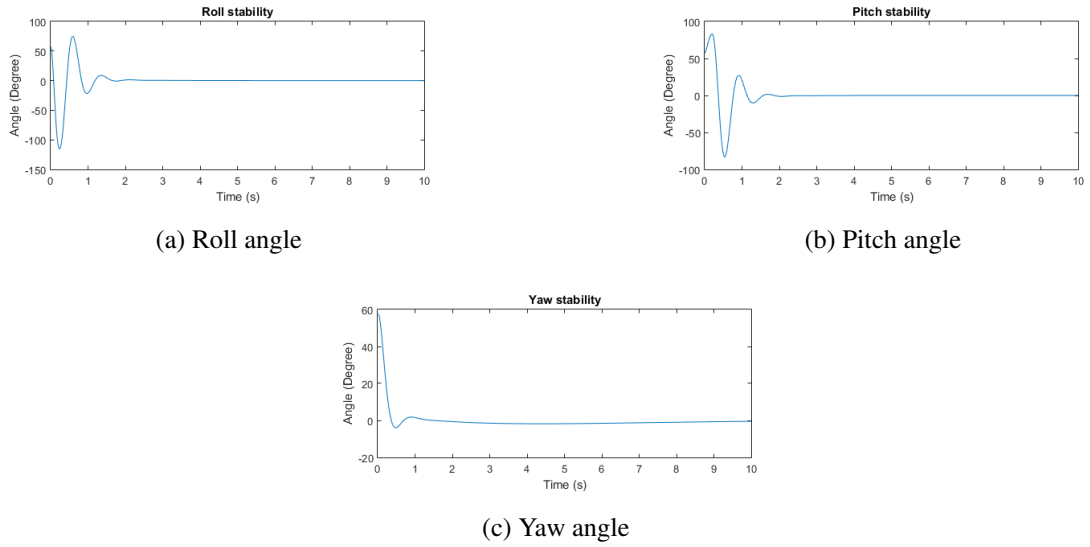 Roll stability
100
50
0
-50
-100
-150
Angle (Degree)
0 1 2 3 4 5 6 7 8 9 10
Time (s)
(a) Roll angle
Pitch stability
100
50
0
-50
-100
Angle (Degree)
0 1 2 3 4 5 6 7 8 9 10
Time (s)
(b) Pitch angle
Yaw stability
60
40
20
0
-20
Angle (Degree)
0 1 2 3 4 5 6 7 8 9 10
Time (s)
(c) Yaw angle